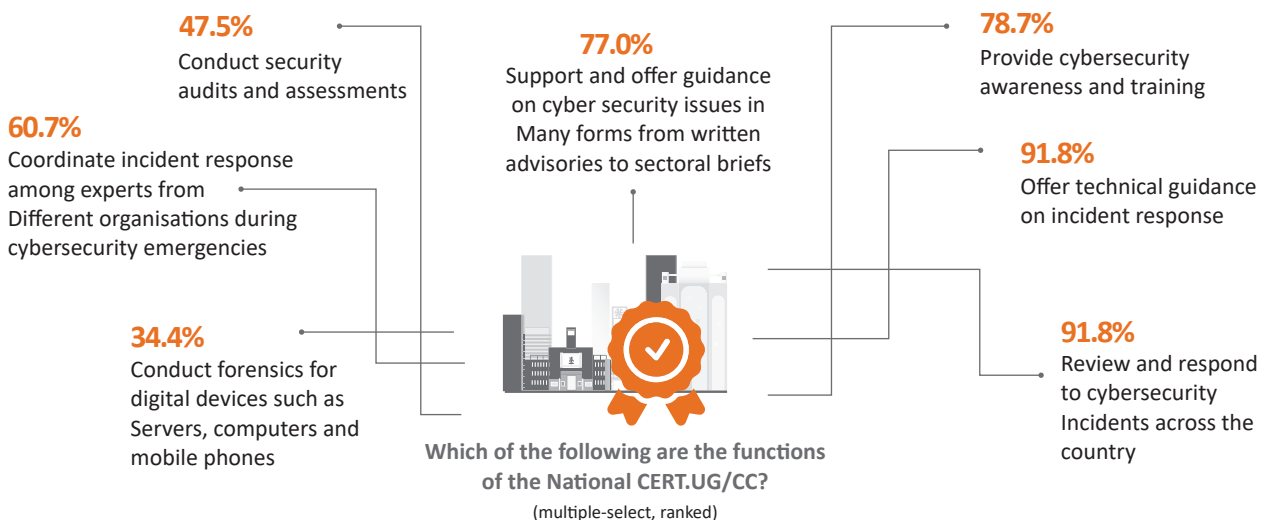 47.5%
Conduct security
audits and assessments
60.7%
Coordinate incident response
among experts from
Different organisations during
cybersecurity emergencies
34.4%
Conduct forensics for
digital devices such as
Servers, computers and
mobile phones
77.0%
Support and offer guidance
on cyber security issues in
Many forms from written
advisories to sectoral briefs
78.7%
Provide cybersecurity
awareness and training
91.8%
Offer technical guidance
on incident response
91.8%
Review and respond
to cybersecurity
Incidents across the
country
Which of the following are the functions
of the National CERT.UG/CC?
(multiple-select, ranked)